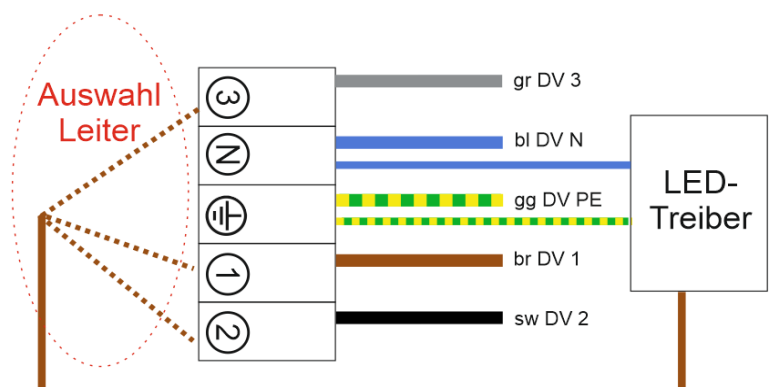 Auswahl
Leiter
3
N
1
2
gr DV 3
bl DV N
gg DV PE
br DV 1
sw DV 2
LED-
Treiber